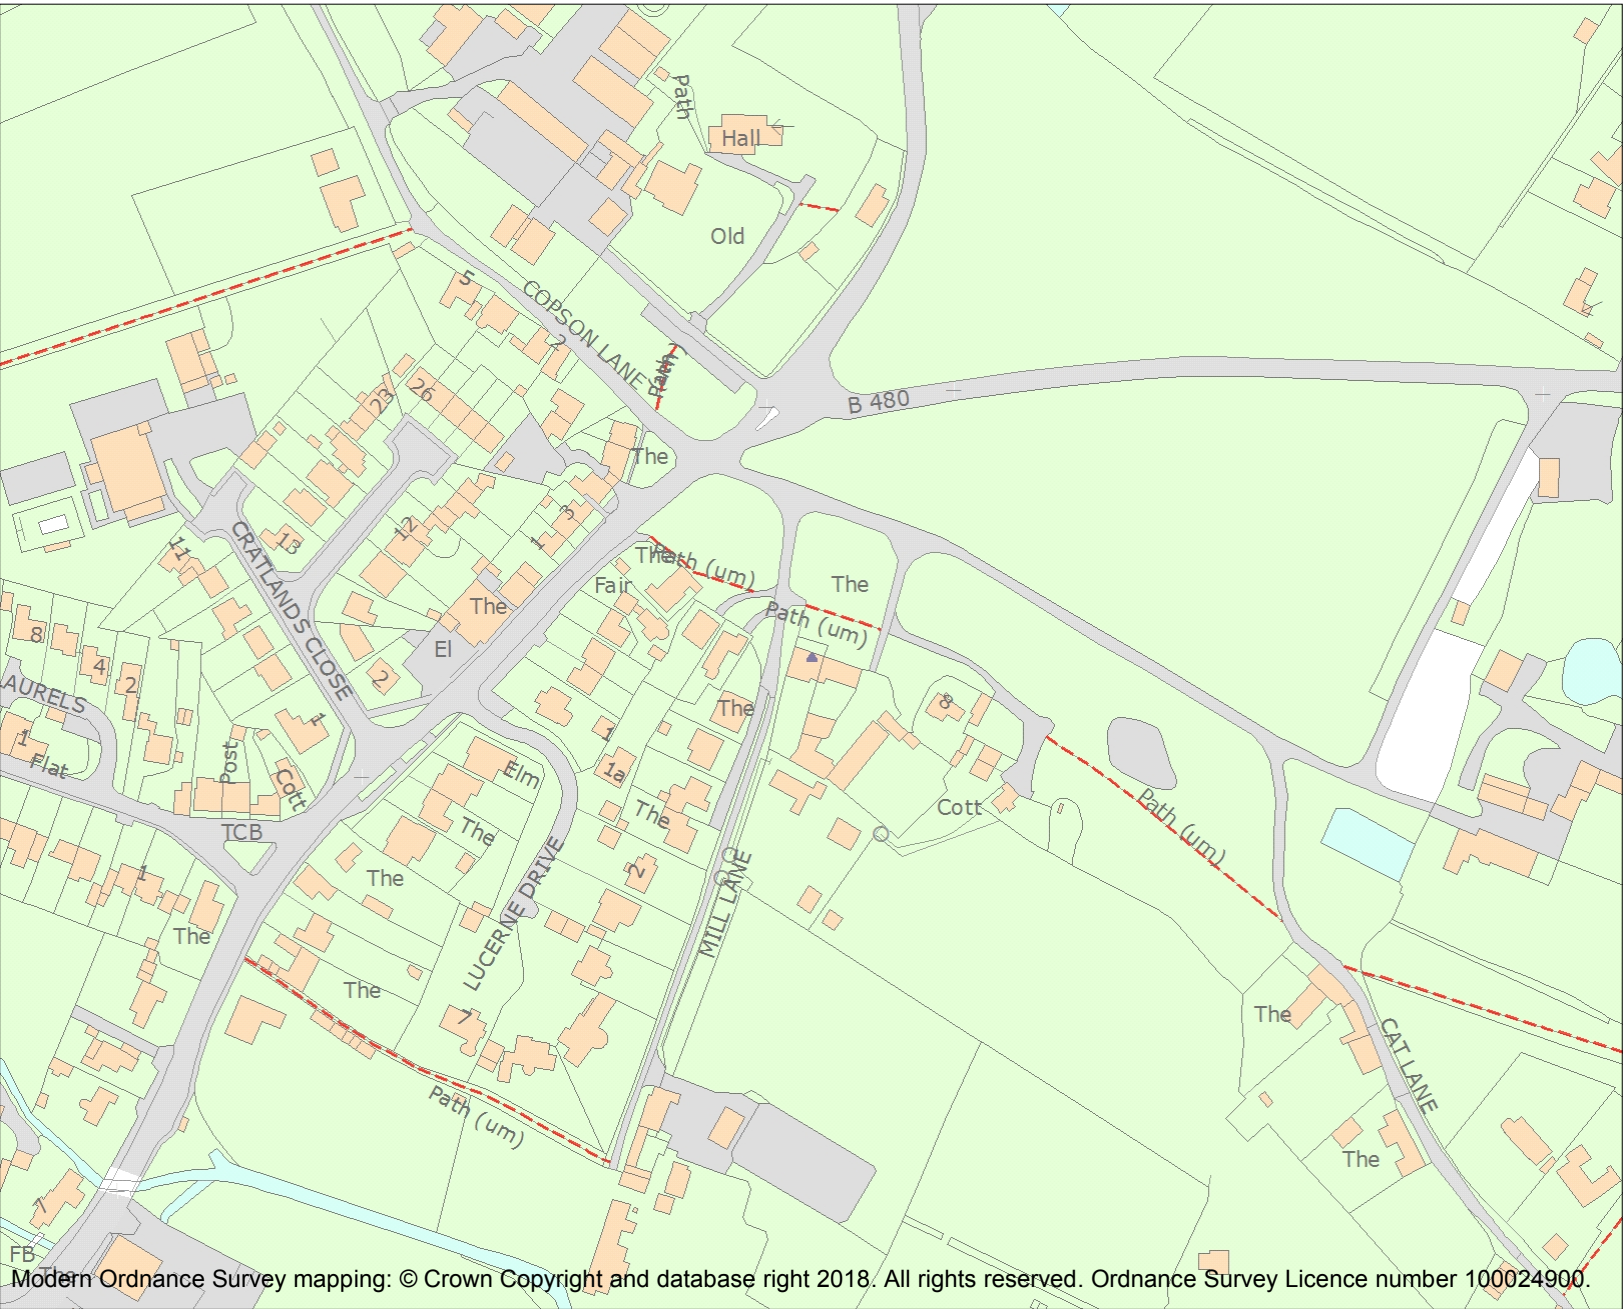 Path
Hall
Old
5
COPSON LANE
2
Path
B 480
23
26
The
12
3
1
13
11
CRATLANDS CLOSE
The
Path (um)
Fair
The
The
Path (um)
El
8
4
2
2
AURELS
1
1
Flat
Post
Cott
TCB
1
The
8
1
1a
Elm
The
The
Cott
Path (um)
2
The
LUCERNE DRIVE
MILL LANE
The
The
7
The
CAT LANE
Path (um)
The
7
FB
The
Modern Ordnance Survey mapping: © Crown Copyright and database right 2018. All rights reserved. Ordnance Survey Licence number 100024900.